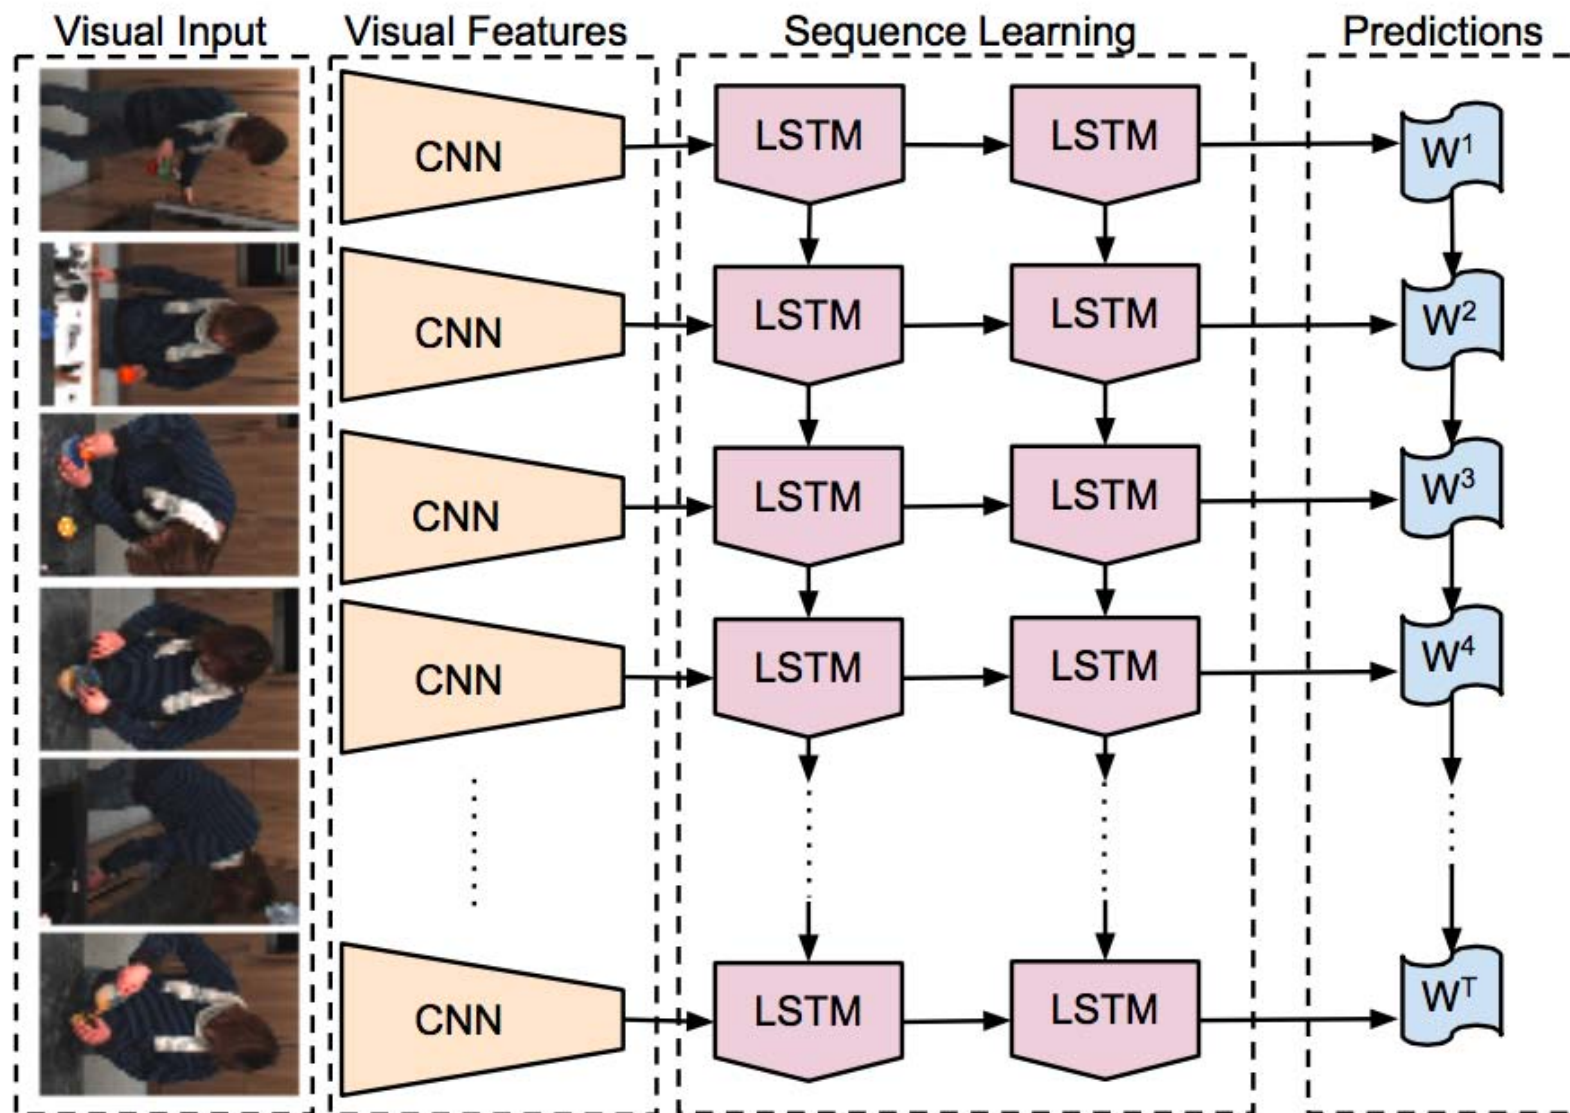 Visual Input Visual Features Sequence Learning Predictions
CNN LSTM LSTM W¹
CNN LSTM LSTM W²
CNN LSTM LSTM W³
CNN LSTM LSTM W⁴
CNN LSTM LSTM Wᵀ